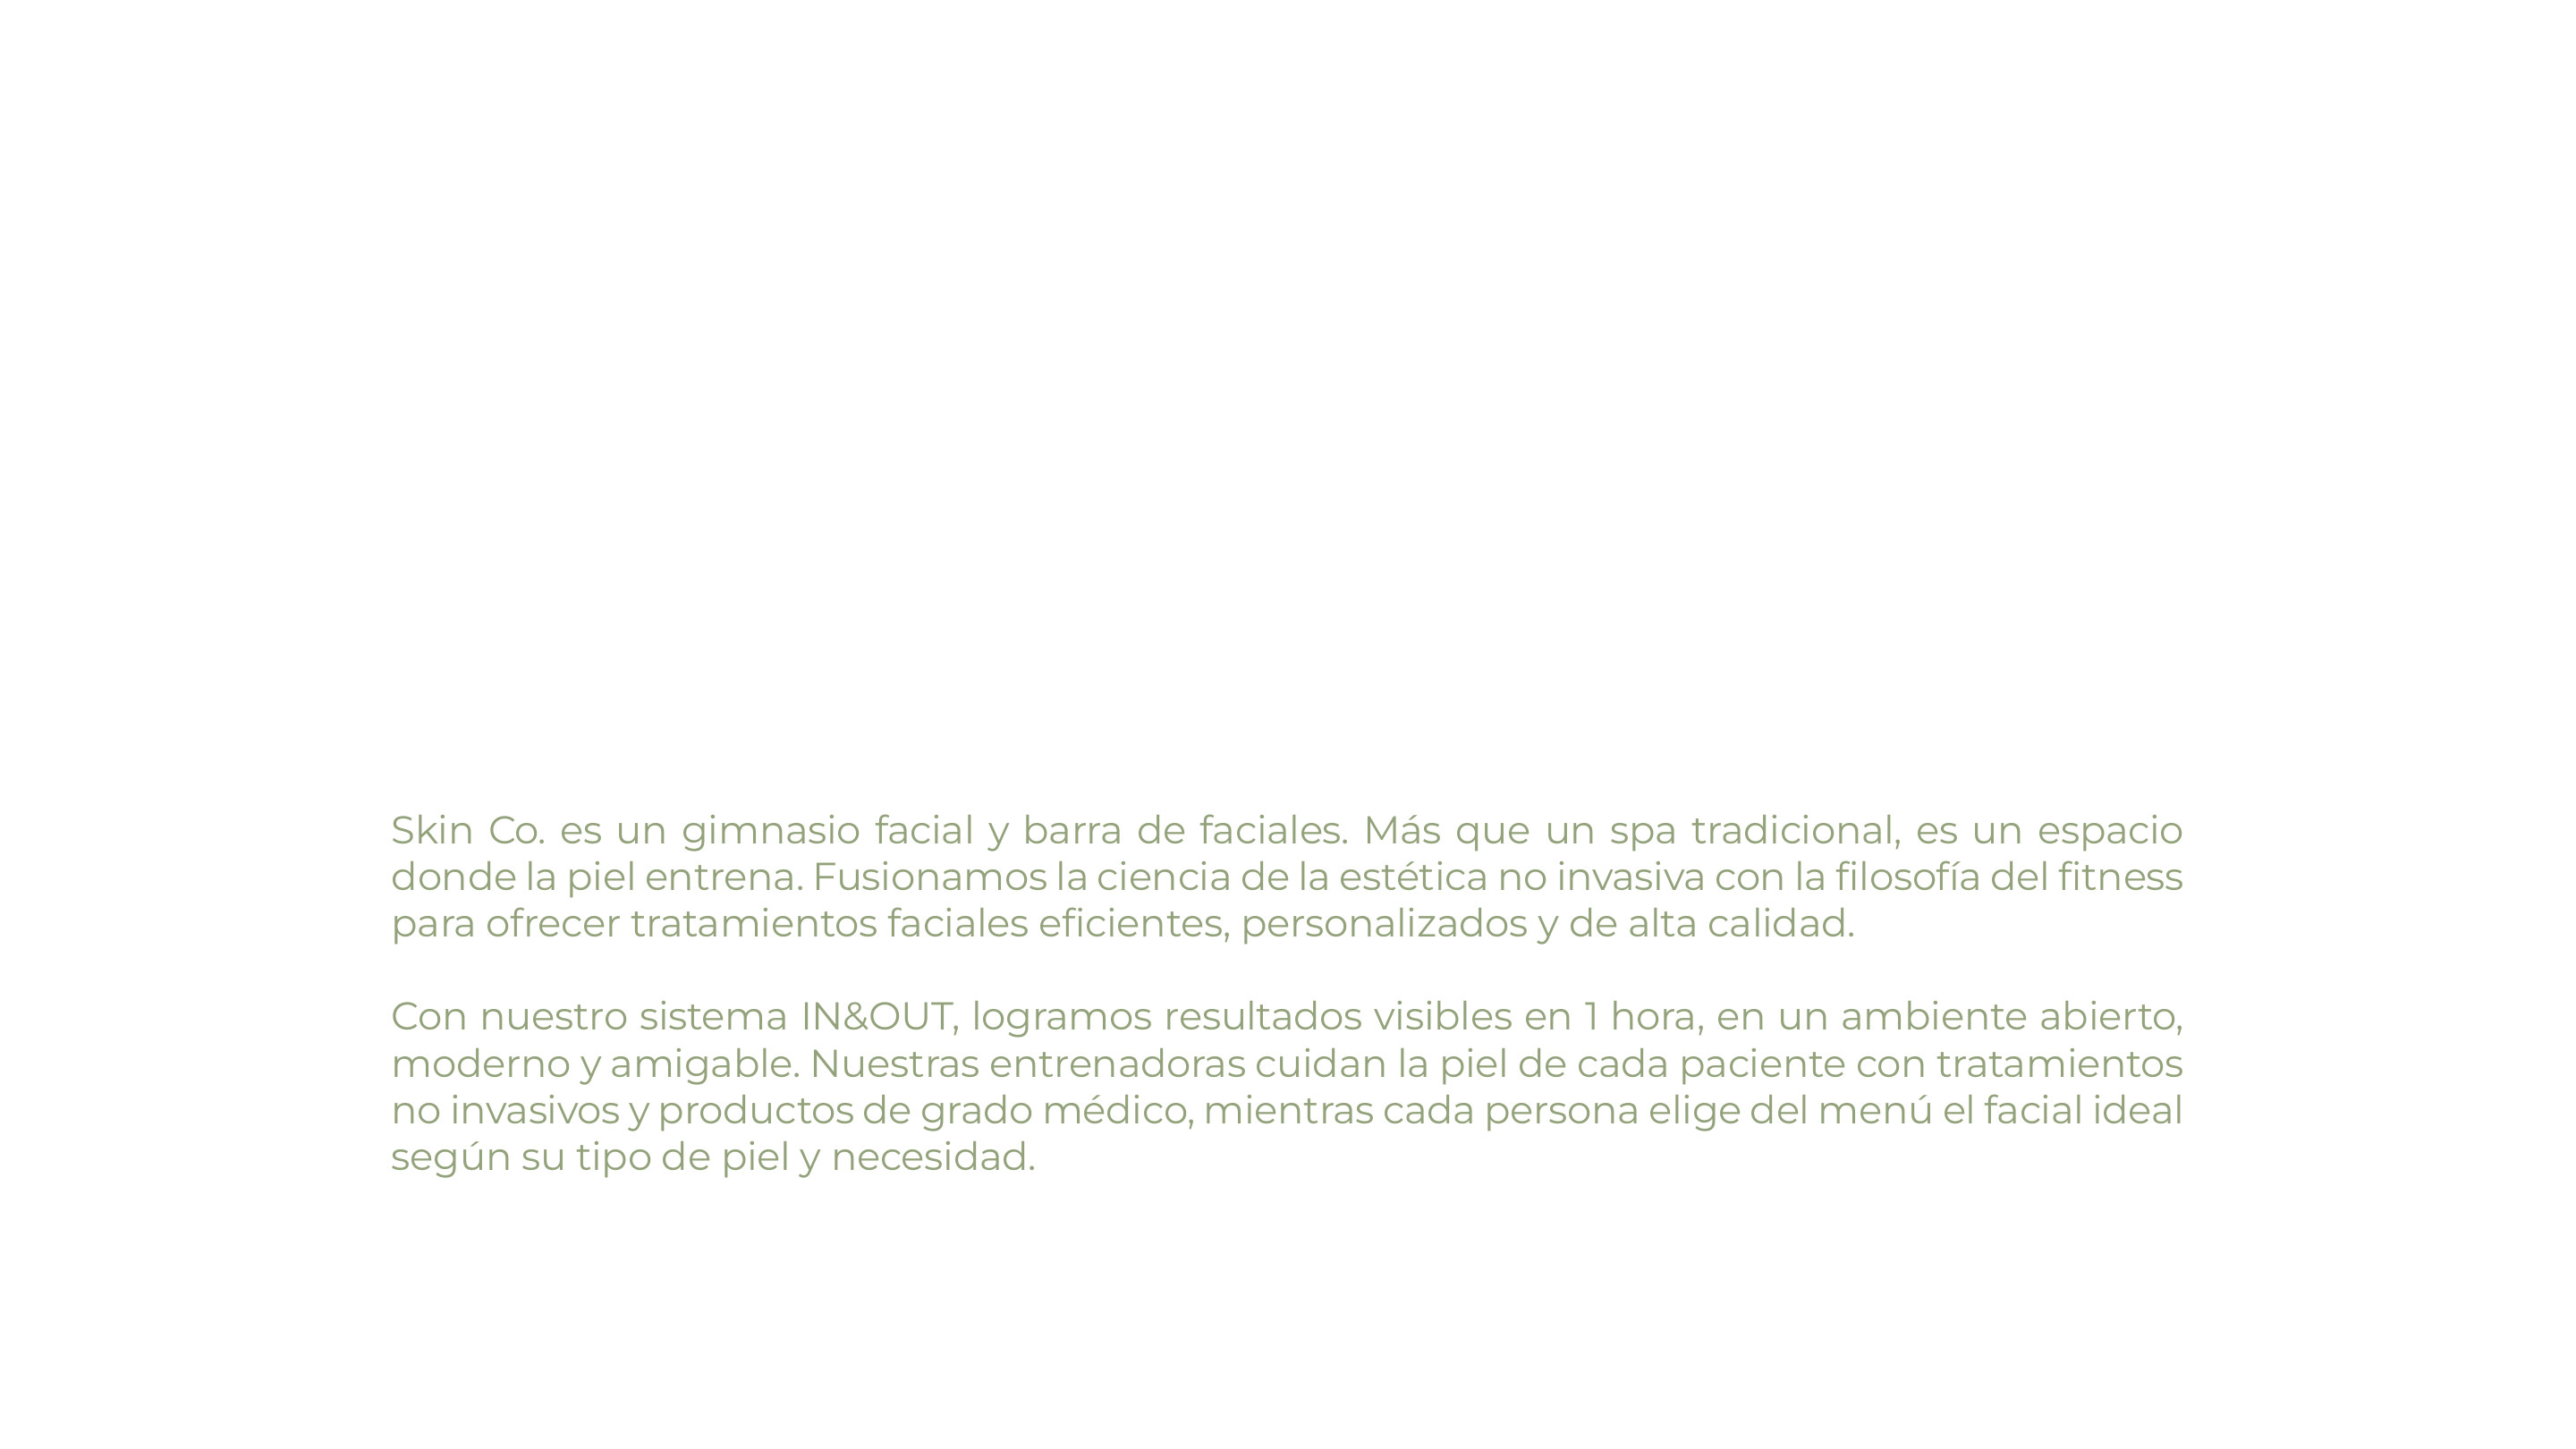 Skin Co. es un gimnasio facial y barra de faciales. Más que un spa tradicional, es un espacio
donde la piel entrena. Fusionamos la ciencia de la estética no invasiva con la filosofía del fitness
para ofrecer tratamientos faciales eficientes, personalizados y de alta calidad.
Con nuestro sistema IN&OUT, logramos resultados visibles en 1 hora, en un ambiente abierto,
moderno y amigable. Nuestras entrenadoras cuidan la piel de cada paciente con tratamientos
no invasivos y productos de grado médico, mientras cada persona elige del menú el facial ideal
según su tipo de piel y necesidad.